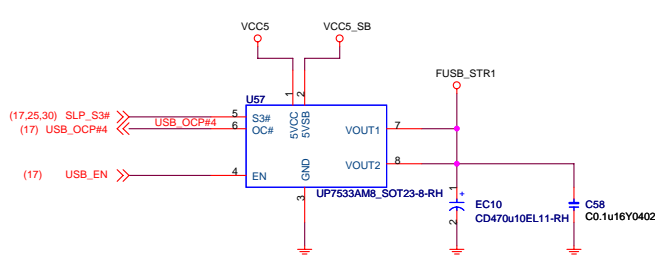 VCC5 VCC5_SB
FUSB_STR1
1 2 U57
(17,25,30) SLP_S3# 5 S3# 5VCC 5VSB
(17) USB_OCP#4 USB_OCP#4 6 OC# VOUT1 7
VOUT2 8
(17) USB_EN 4 EN GND
UP7533AM8_SOT23-8-RH
3
1 + EC10 C58
2 CD470u10EL11-RH C0.1u16Y0402